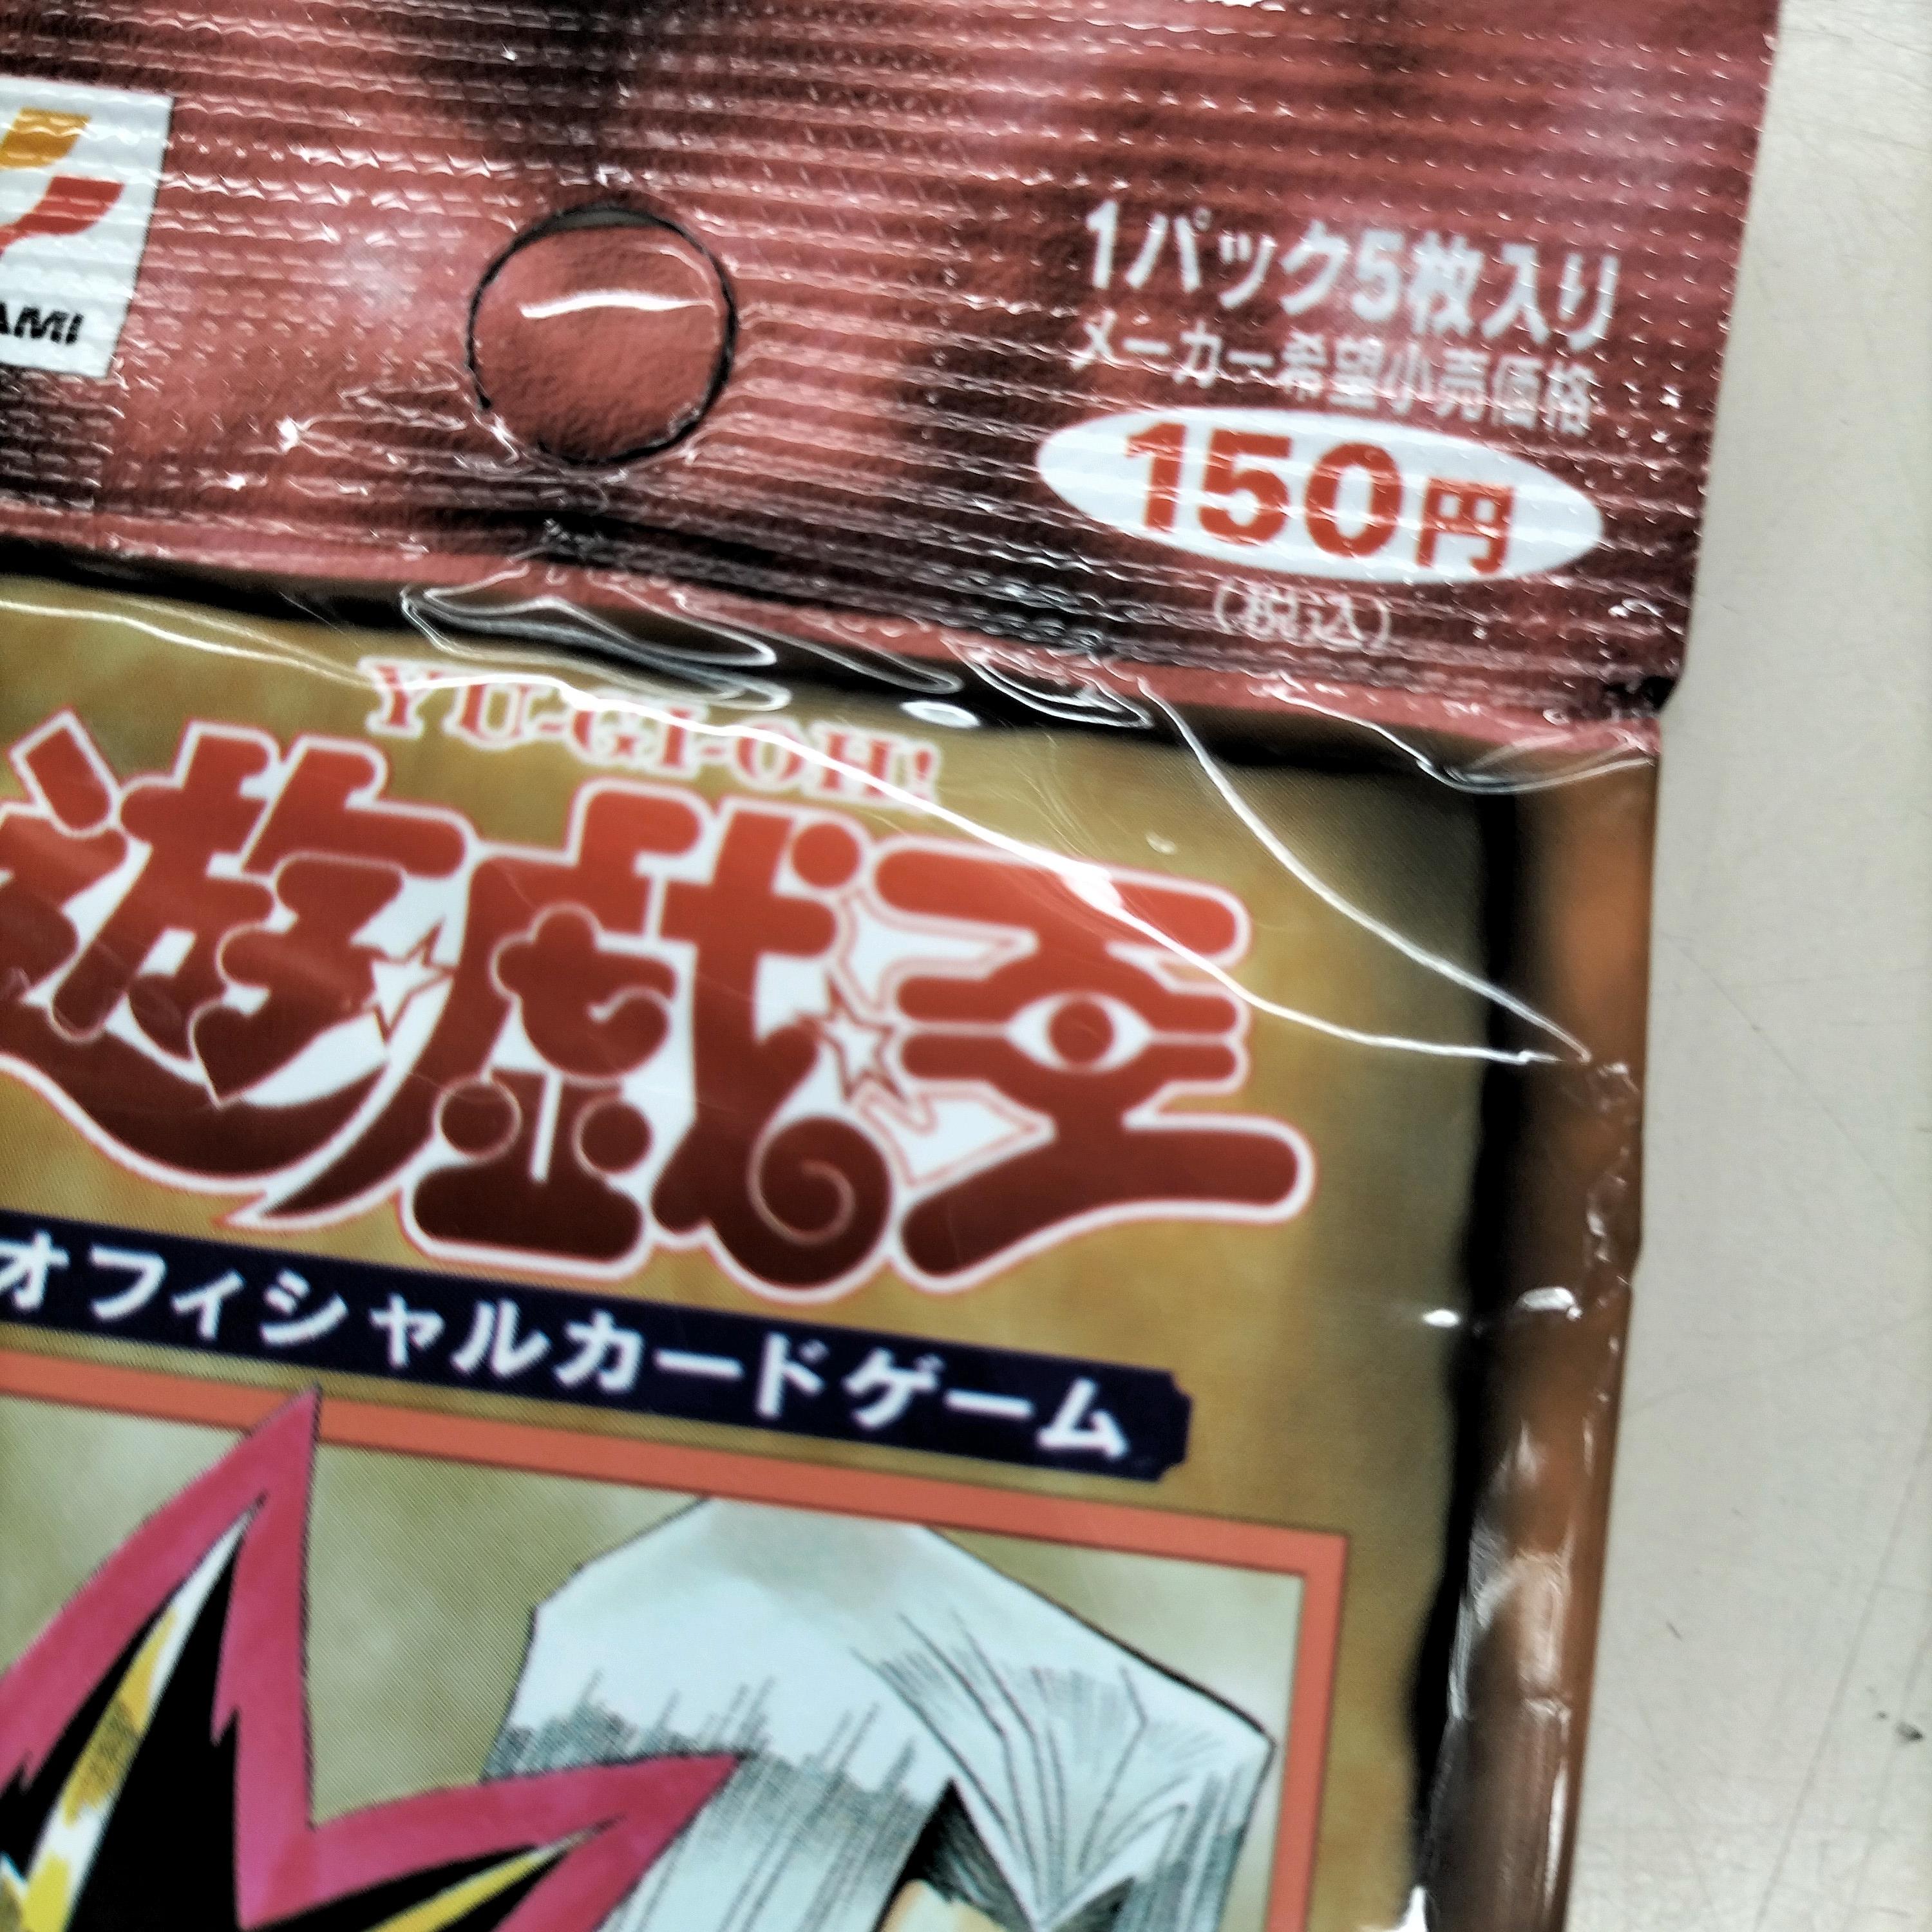 AMI
1パック5枚入り
メーカー希望小売価格
150円
(税込)
YU-GI-OH!
遊戯王
オフィシャルカードゲーム